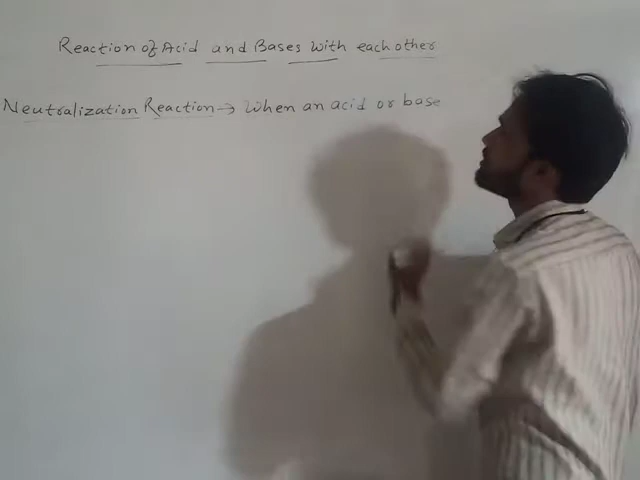 Reaction of Acid and Bases With each other
Neutralization Reaction → When an acid or base